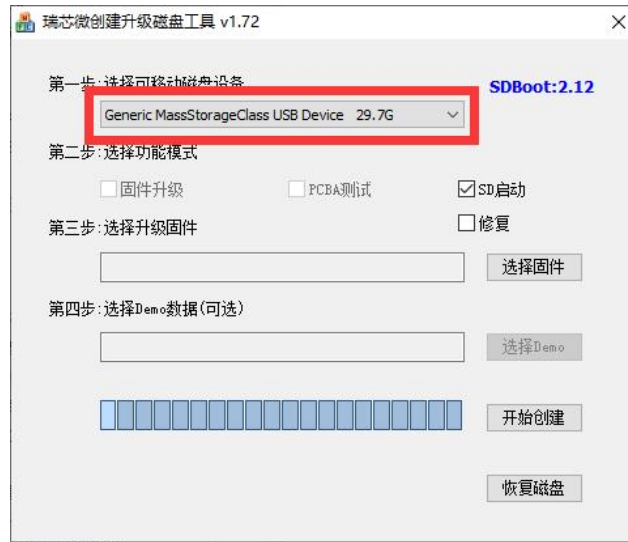 瑞芯微创建升级磁盘工具 v1.72
第一步:选择可移动磁盘设备
SDBoot:2.12
Generic MassStorageClass USB Device 29.7G
第二步:选择功能模式
固件升级
PCBA测试
SD启动
第三步:选择升级固件
修复
选择固件
第四步:选择Demo数据(可选)
选择Demo
开始创建
恢复磁盘